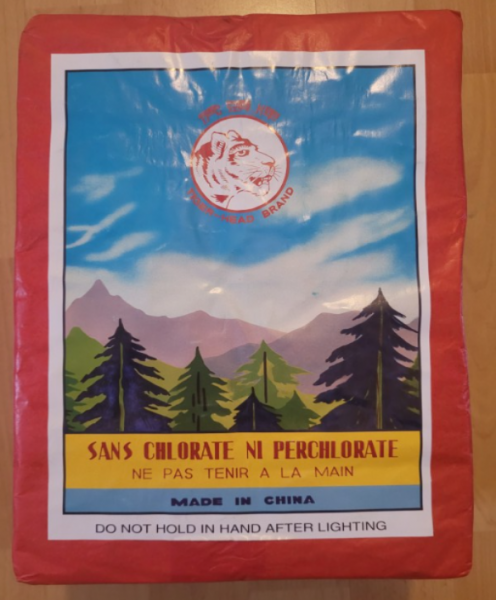 TIGER-HEAD BRAND
SANS CHLORATE NI PERCHLORATE
NE PAS TENIR A LA MAIN
MADE IN CHINA
DO NOT HOLD IN HAND AFTER LIGHTING